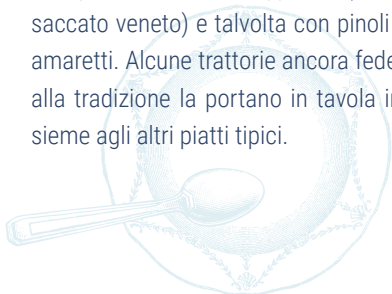 saccato veneto) e talvolta con pinoli
amaretti. Alcune trattorie ancora fede
alla tradizione la portano in tavola i
sieme agli altri piatti tipici.